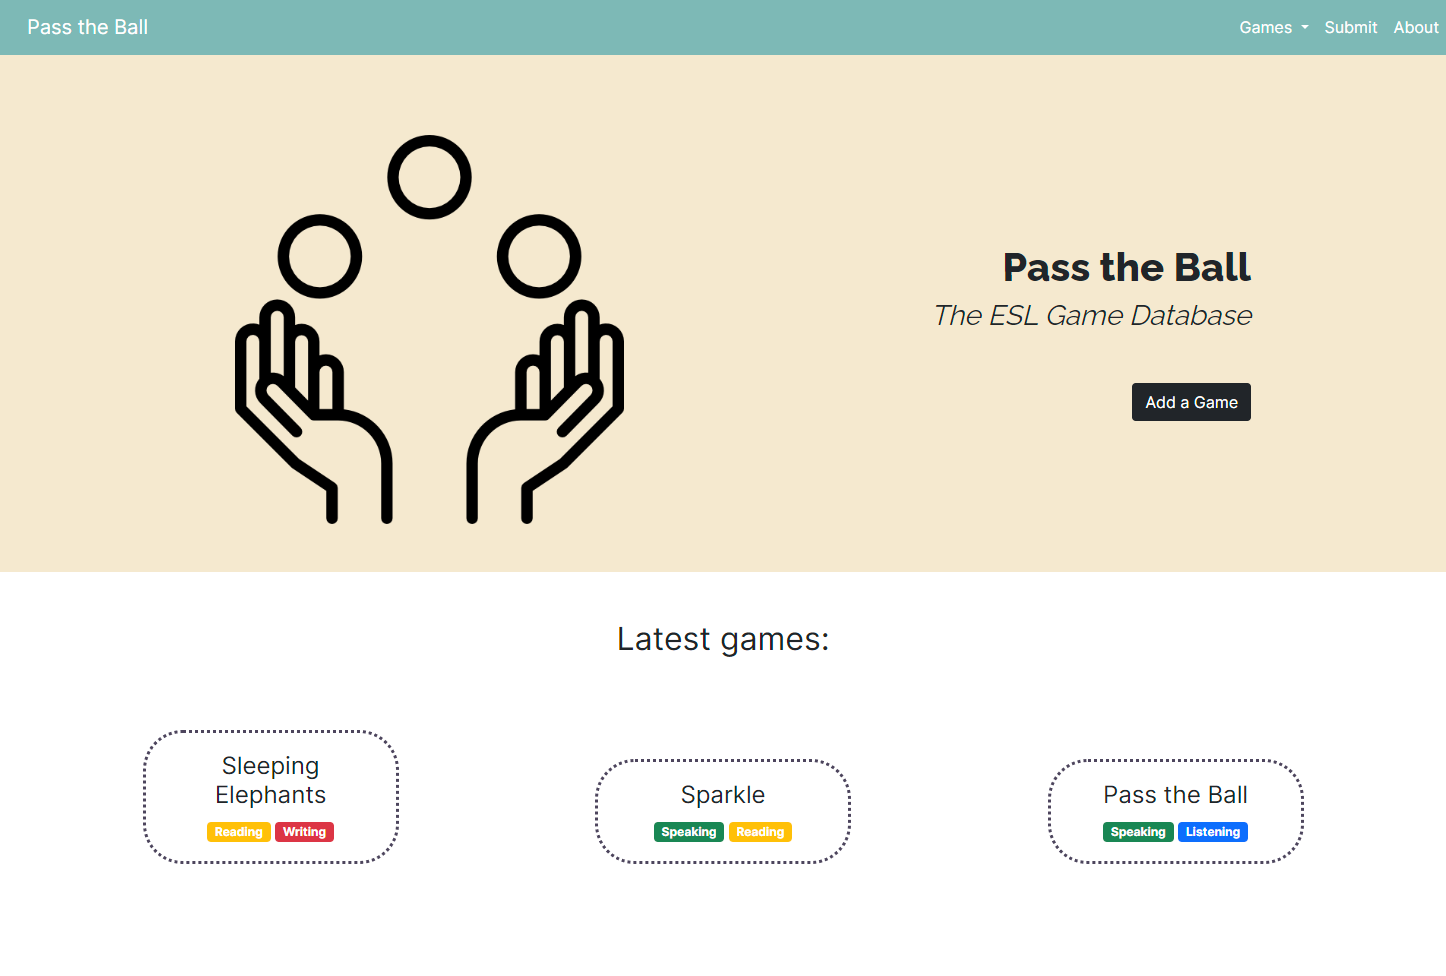 Pass the Ball
Games Submit About
Pass the Ball
The ESL Game Database
Add a Game
Latest games:
Sleeping
Elephants
Reading Writing
Sparkle
Speaking Reading
Pass the Ball
Speaking Listening